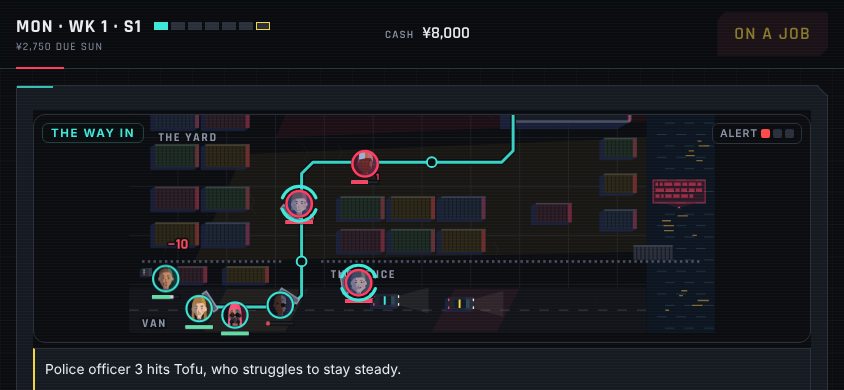 MON · WK 1 · S1
¥2,750 DUE SUN
CASH ¥8,000
ON A JOB
THE WAY IN
THE YARD
ALERT
1
−10
VAN
Police officer 3 hits Tofu, who struggles to stay steady.